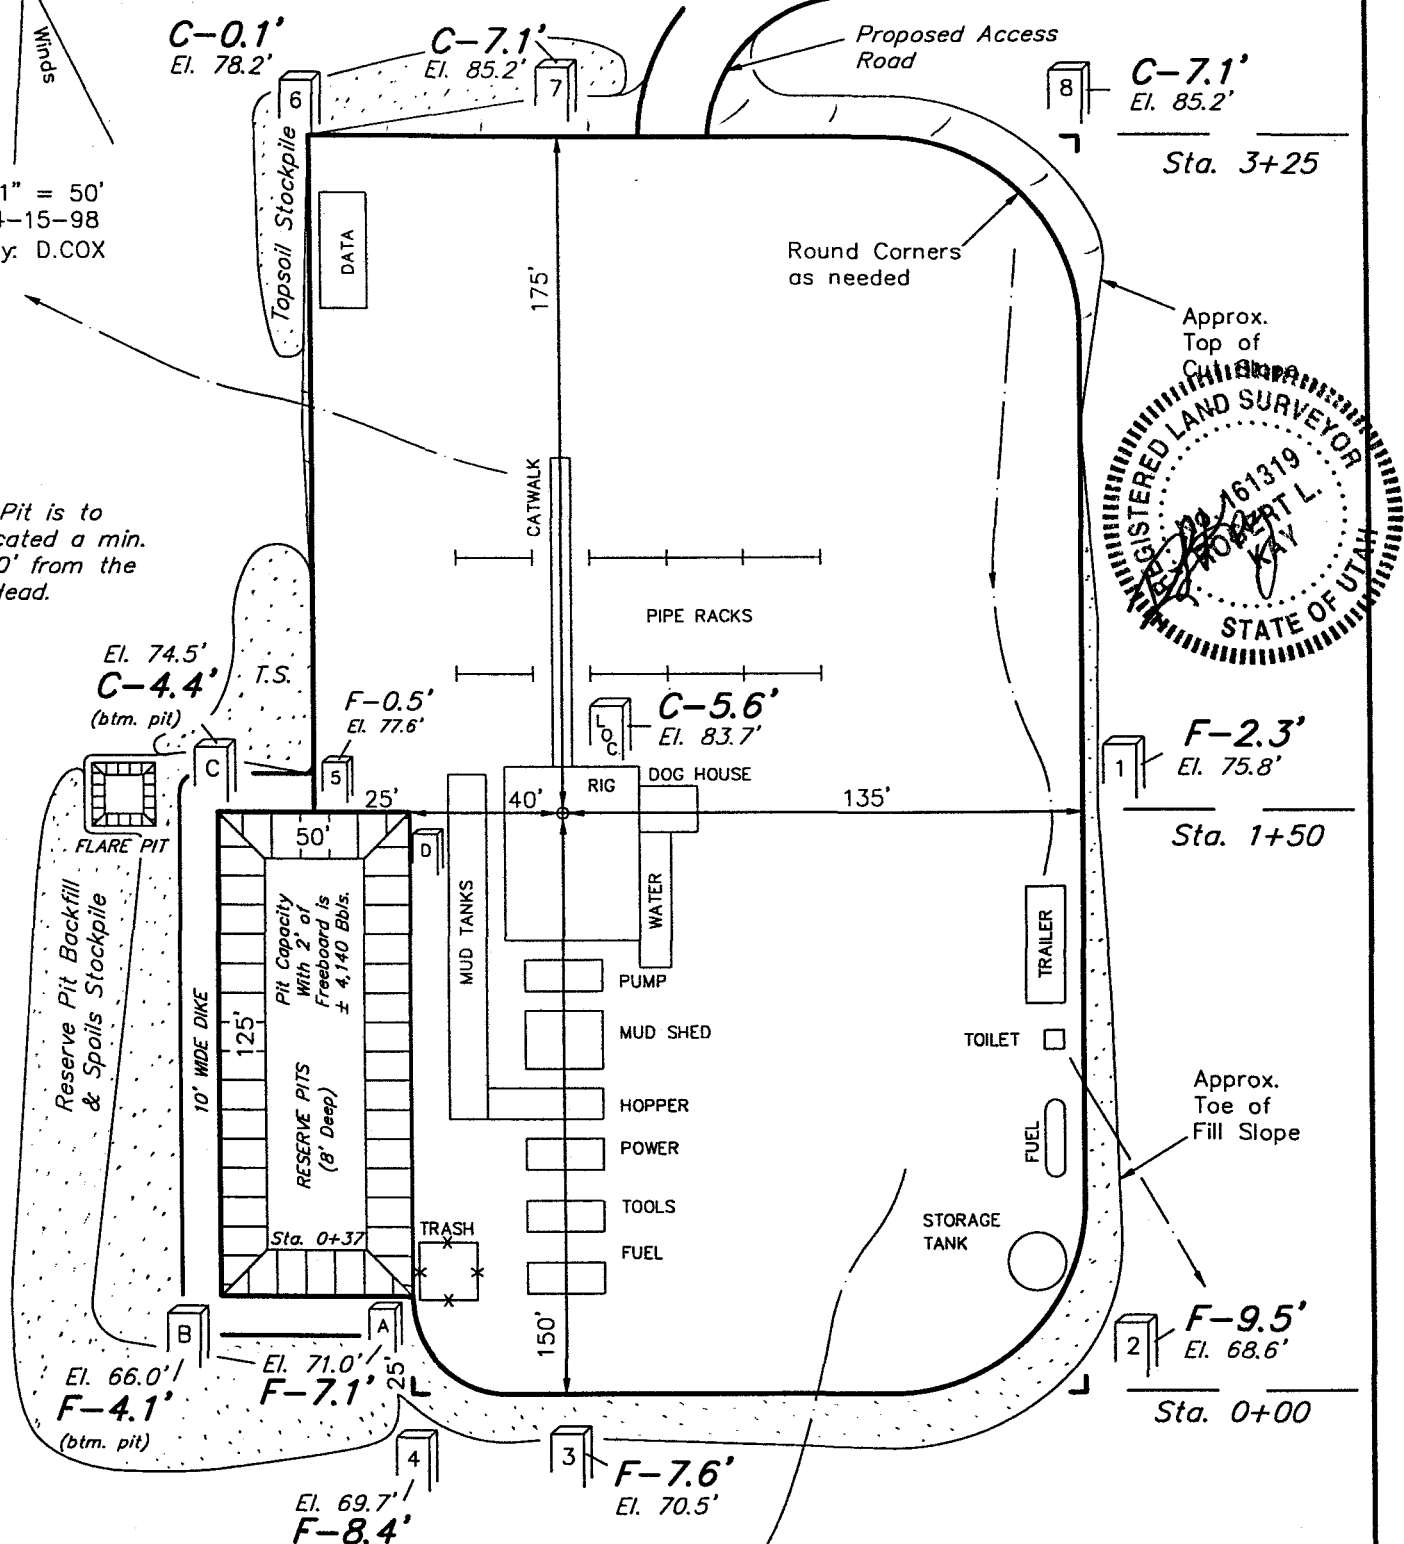 Winds
C-0.1'
El. 78.2'
C-7.1'
El. 85.2'
Proposed Access
Road
C-7.1'
El. 85.2'
6
7
8
Sta. 3+25
1" = 50'
4-15-98
y: D.COX
Topsoil Stockpile
DATA
175'
Round Corners
as needed
Approx.
Top of
Cut Slope
REGISTERED LAND SURVEYOR
No. 161319
ROBERT L.
KAY
STATE OF UTAH
CATWALK
Pit is to
cated a min.
0' from the
Head.
PIPE RACKS
El. 74.5'
C-4.4'
(btm. pit)
T.S.
F-0.5'
El. 77.6'
LOC.
C-5.6'
El. 83.7'
F-2.3'
El. 75.8'
C
5
1
RIG
DOG HOUSE
25'
40'
135'
Sta. 1+50
FLARE PIT
50'
D
Reserve Pit Backfill
& Spoils Stockpile
10' WIDE DIKE
125'
Pit Capacity
With 2' of
Freeboard is
± 4,140 Bbls.
RESERVE PITS
(8' Deep)
MUD TANKS
WATER
TRAILER
PUMP
MUD SHED
TOILET
HOPPER
POWER
FUEL
Approx.
Toe of
Fill Slope
TOOLS
STORAGE
TANK
FUEL
Sta. 0+37
TRASH
B
A
150'
2
F-9.5'
El. 68.6'
El. 66.0'
F-4.1'
(btm. pit)
El. 71.0'
F-7.1'
25'
Sta. 0+00
4
3
F-7.6'
El. 70.5'
El. 69.7'
F-8.4'